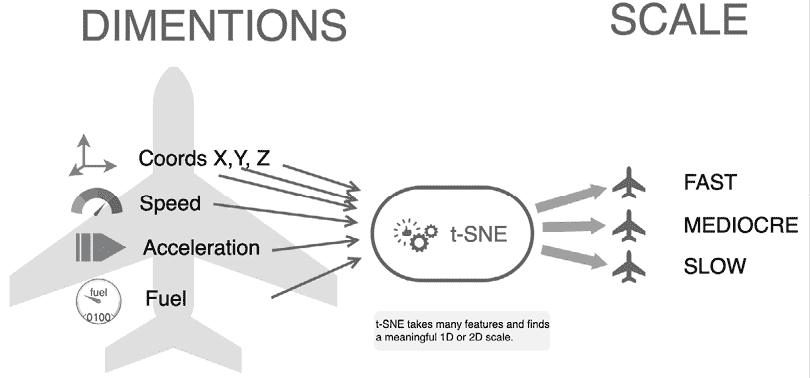 DIMENTIONS
SCALE
Coords X,Y, Z
Speed
Acceleration
Fuel
fuel
0100
t-SNE
t-SNE takes many features and finds
a meaningful 1D or 2D scale.
FAST
MEDIOCRE
SLOW